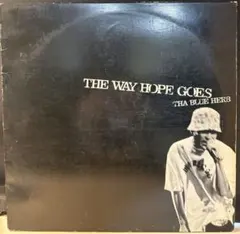 THE WAY HOPE GOES
THA BLUE HERB